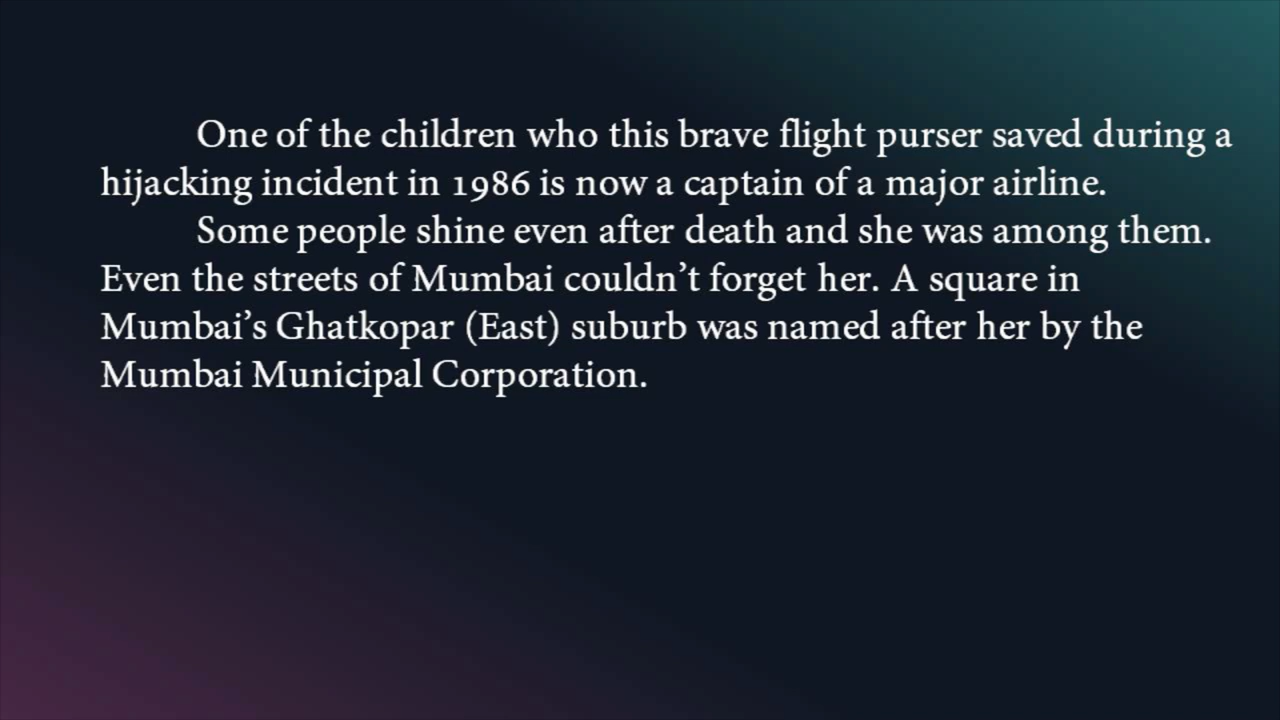 One of the children who this brave flight purser saved during a
hijacking incident in 1986 is now a captain of a major airline.
Some people shine even after death and she was among them.
Even the streets of Mumbai couldn’t forget her. A square in
Mumbai’s Ghatkopar (East) suburb was named after her by the
Mumbai Municipal Corporation.